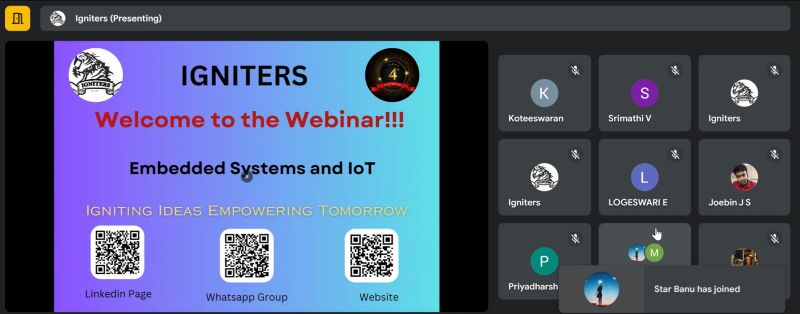 Igniters (Presenting)
IGNITERS
IGNITERS
4
Welcome to the Webinar!!!
Embedded Systems and IoT
IGNITING IDEAS EMPOWERING TOMORROW
Linkedin Page
Whatsapp Group
Website
K
Koteeswaran
S
Srimathi V
Igniters
Igniters
L
LOGESWARI E
Joebin J S
P
Priyadharsh
M
Star Banu has joined